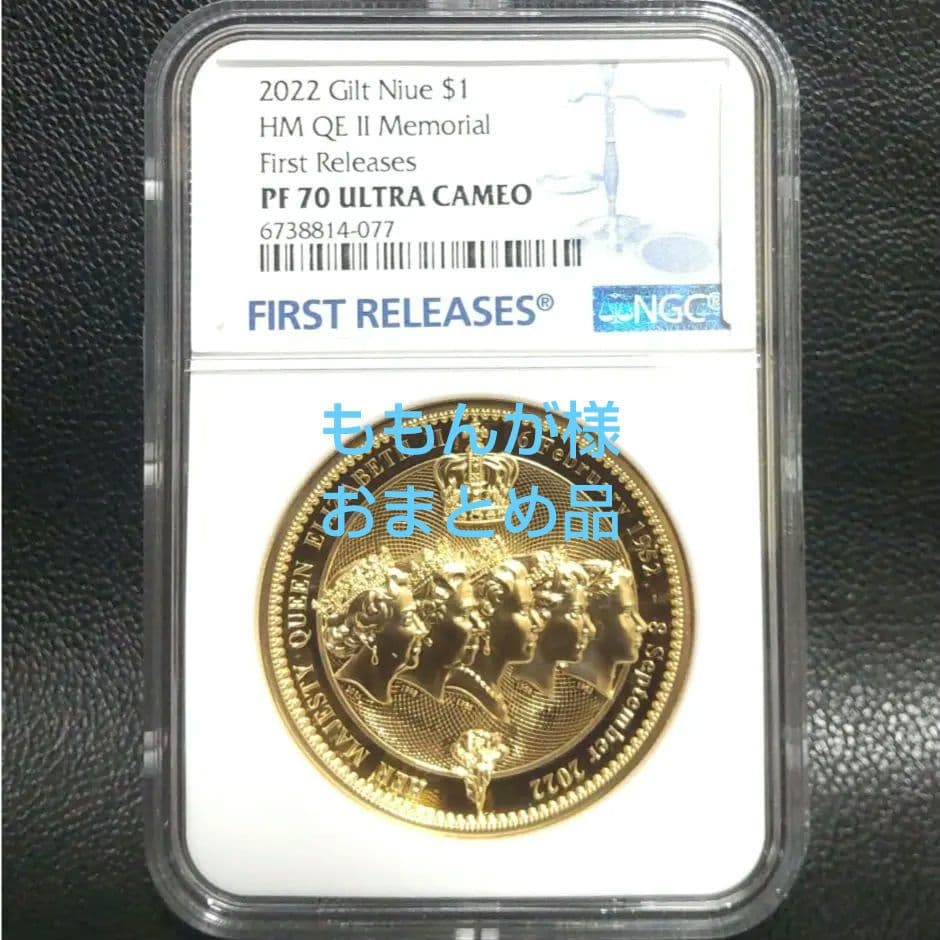 2022 Gilt Niue $1
HM QE II Memorial
First Releases
PF 70 ULTRA CAMEO
6738814-077
FIRST RELEASES®
NGC®
ももんが様
おまとめ品
HER MAJESTY QUEEN ELIZABETH II 6 February 1952 - 8 September 2022